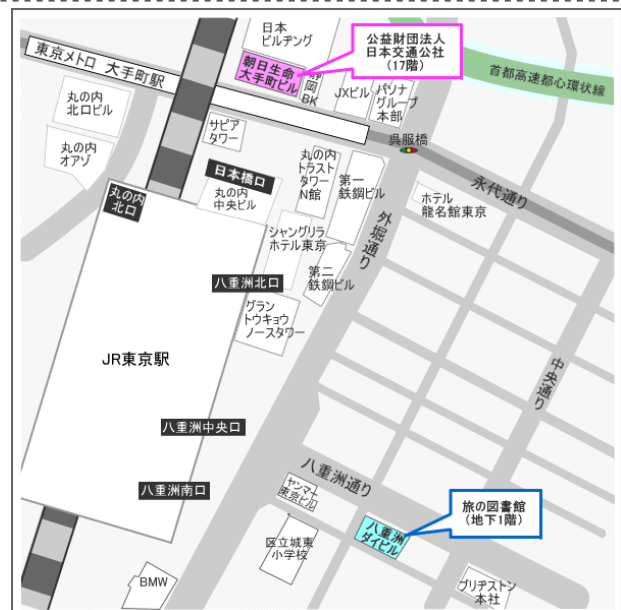 日本
ビルヂング
公益財団法人
日本交通公社
(17階)
東京メトロ 大手町駅
朝日生命
大手町ビル
静岡
BK
JXビル
パソナ
グループ
本部
首都高速都心環状線
丸の内
北口ビル
サピア
タワー
呉服橋
丸の内
オアゾ
日本橋口
丸の内
トラスト
タワー
N館
第一
鉄鋼ビル
永代通り
丸の内
北口
丸の内
中央ビル
ホテル
龍名館東京
外堀通り
シャングリラ
ホテル東京
八重洲北口
第二
鉄鋼ビル
グラン
トウキョウ
ノースタワー
JR東京駅
中央通り
八重洲中央口
八重洲通り
八重洲南口
ヤンマー
東京ビル
旅の図書館
(地下1階)
八重洲
ダイビル
区立城東
小学校
BMW
ブリヂストン
本社